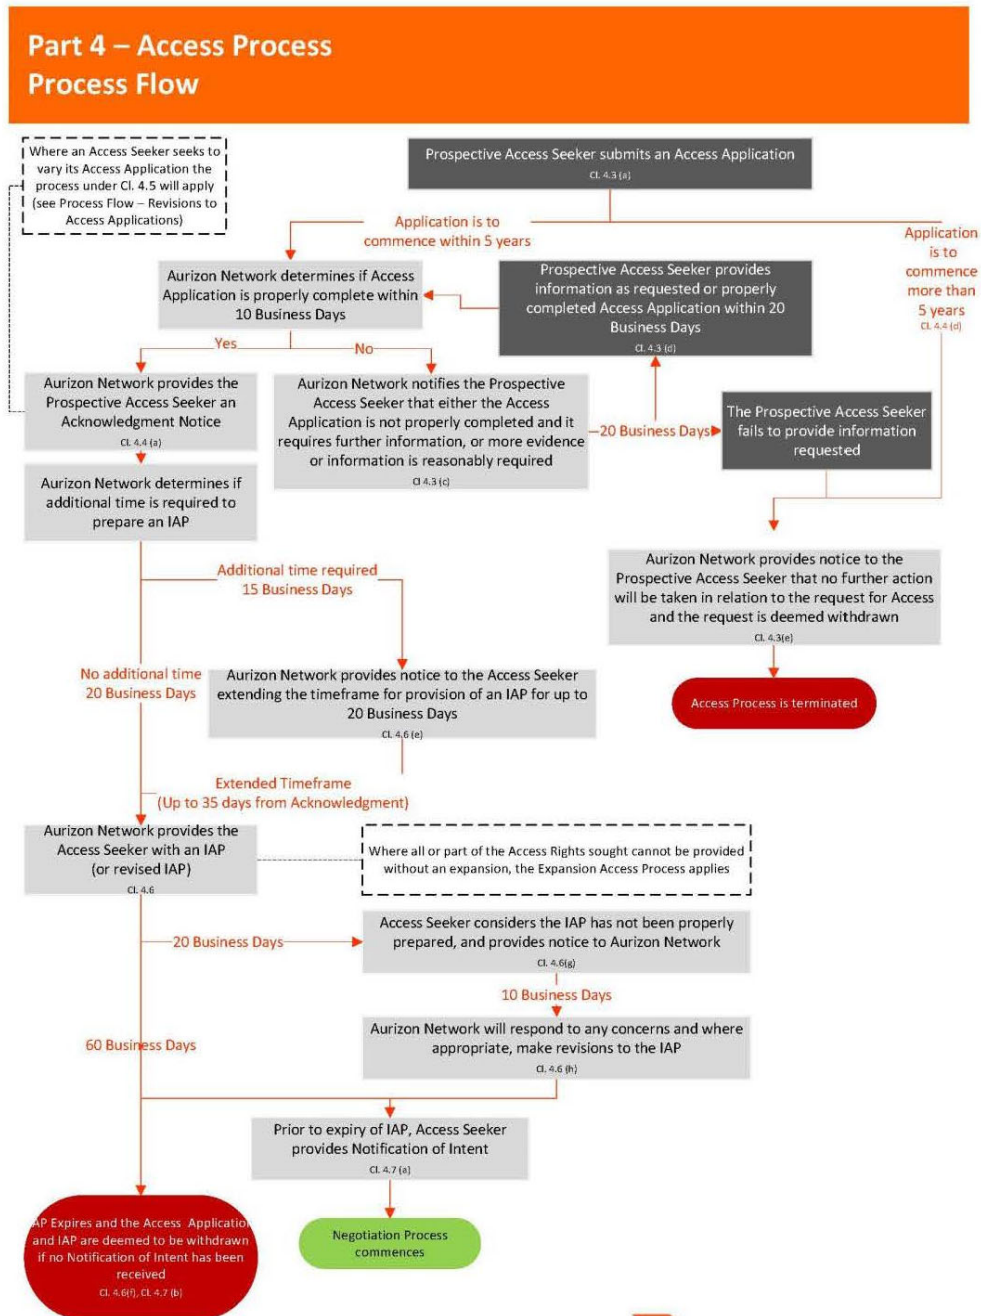 Part 4 – Access Process
Process Flow
Where an Access Seeker seeks to
vary its Access Application the
process under Cl. 4.5 will apply
(see Process Flow – Revisions to
Access Applications)
Prospective Access Seeker submits an Access Application
Cl. 4.3 (a)
Application is to
commence within 5 years
Application
is to
commence
more than
5 years
Cl. 4.4 (d)
Aurizon Network determines if Access
Application is properly complete within
10 Business Days
Prospective Access Seeker provides
information as requested or properly
completed Access Application within 20
Business Days
Cl. 4.3 (d)
Yes
No
Aurizon Network provides the
Prospective Access Seeker an
Acknowledgment Notice
Cl. 4.4 (a)
Aurizon Network notifies the Prospective
Access Seeker that either the Access
Application is not properly completed and it
requires further information, or more evidence
or information is reasonably required
Cl 4.3 (c)
20 Business Days
The Prospective Access Seeker
fails to provide information
requested
Aurizon Network determines if
additional time is required to
prepare an IAP
Additional time required
15 Business Days
Aurizon Network provides notice to the
Prospective Access Seeker that no further action
will be taken in relation to the request for Access
and the request is deemed withdrawn
Cl. 4.3(e)
No additional time
20 Business Days
Aurizon Network provides notice to the Access Seeker
extending the timeframe for provision of an IAP for up to
20 Business Days
Cl. 4.6 (e)
Access Process is terminated
Extended Timeframe
(Up to 35 days from Acknowledgment)
Aurizon Network provides the
Access Seeker with an IAP
(or revised IAP)
Cl. 4.6
Where all or part of the Access Rights sought cannot be provided
without an expansion, the Expansion Access Process applies
20 Business Days
Access Seeker considers the IAP has not been properly
prepared, and provides notice to Aurizon Network
Cl. 4.6(g)
10 Business Days
60 Business Days
Aurizon Network will respond to any concerns and where
appropriate, make revisions to the IAP
Cl. 4.6 (h)
Prior to expiry of IAP, Access Seeker
provides Notification of Intent
Cl. 4.7 (a)
AP Expires and the Access Application
and IAP are deemed to be withdrawn
if no Notification of Intent has been
received
Cl. 4.6(f), Cl. 4.7 (b)
Negotiation Process
commences